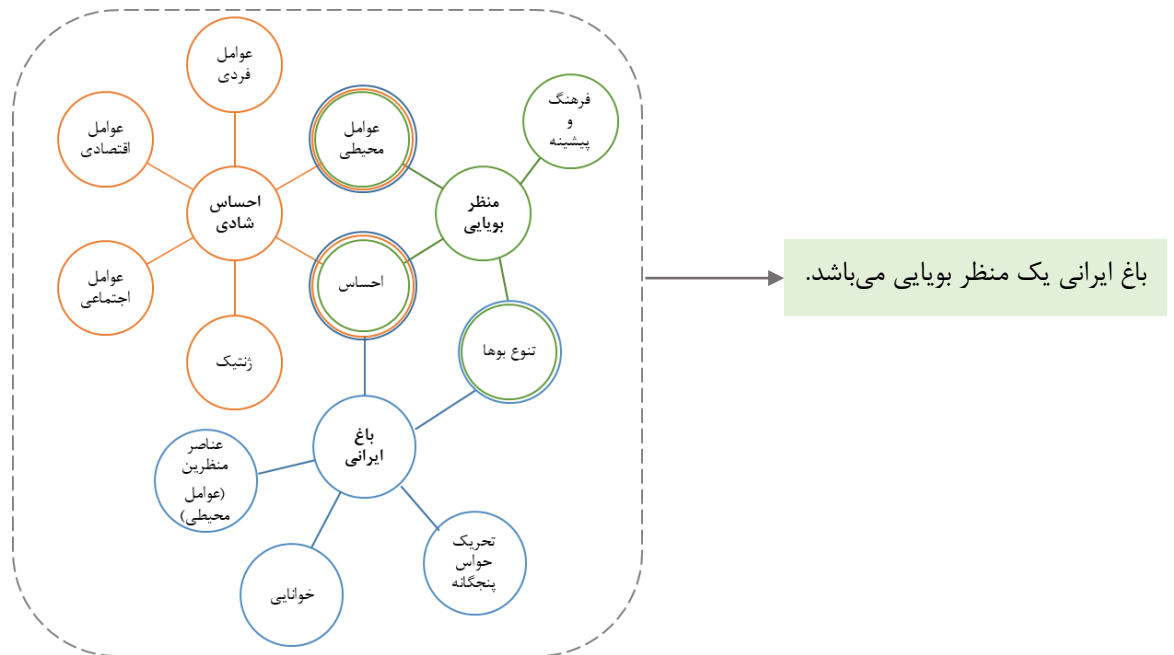 عوامل
فردی
عوامل
اقتصادی
عوامل
محیطی
فرهنگ
و
پیشینه
احساس
شادی
منظر
بویایی
عوامل
اجتماعی
احساس
ژنتیک
تنوع بوها
باغ
ایرانی
عناصر
منظرین
(عوامل
محیطی)
تحریک
حواس
پنجگانه
خوانایی
باغ ایرانی یک منظر بویایی می‌باشد.